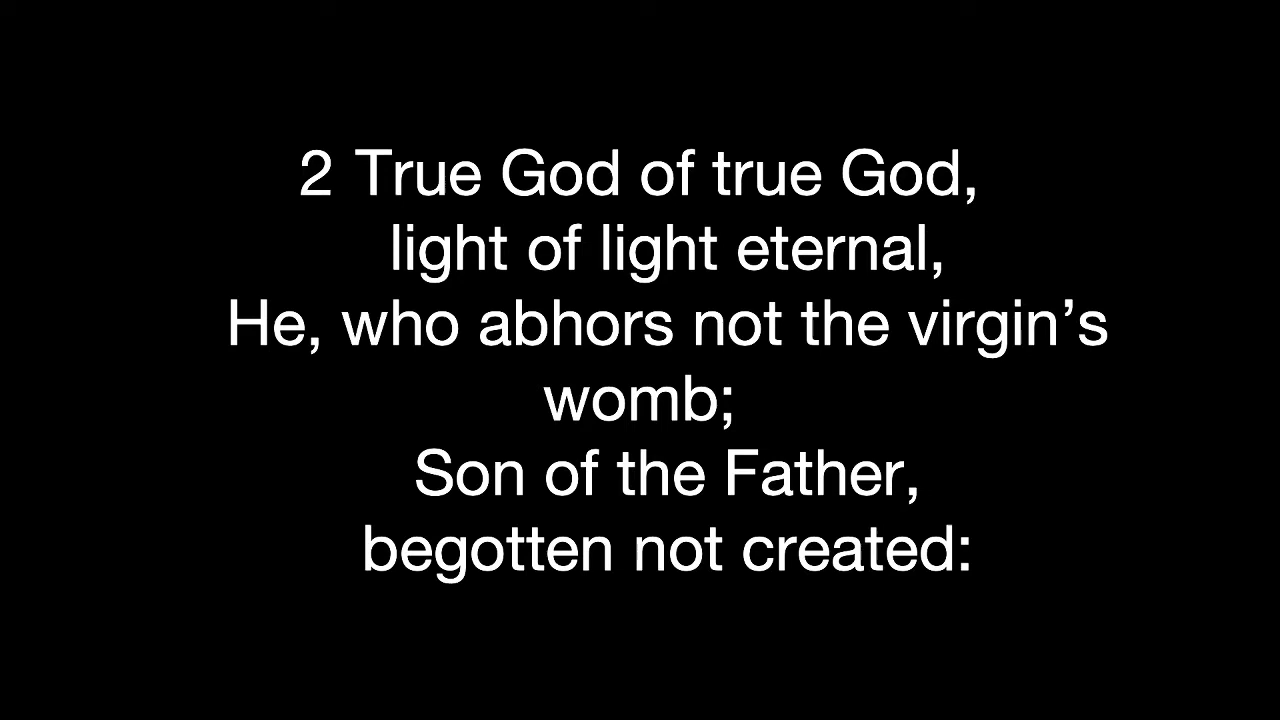 2 True God of true God,
light of light eternal,
He, who abhors not the virgin’s
womb;
Son of the Father,
begotten not created: